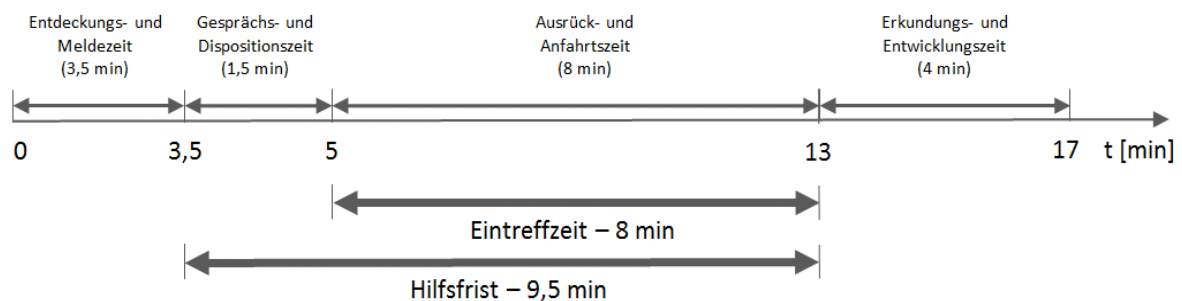 Entdeckungs- und
Meldezeit
(3,5 min)
Gesprächs- und
Dispositionszeit
(1,5 min)
Ausrück- und
Anfahrtszeit
(8 min)
Erkundungs- und
Entwicklungszeit
(4 min)
0 3,5 5 13 17 t [min]
Eintreffzeit – 8 min
Hilfsfrist – 9,5 min